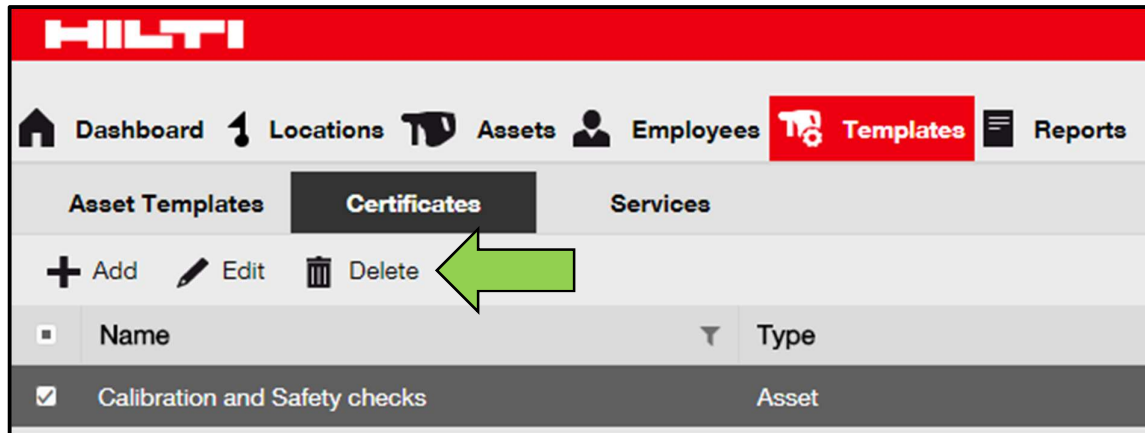 HILTI
Dashboard Locations Assets Employees Templates Reports
Asset Templates Certificates Services
Add Edit Delete
Name Type
Calibration and Safety checks Asset